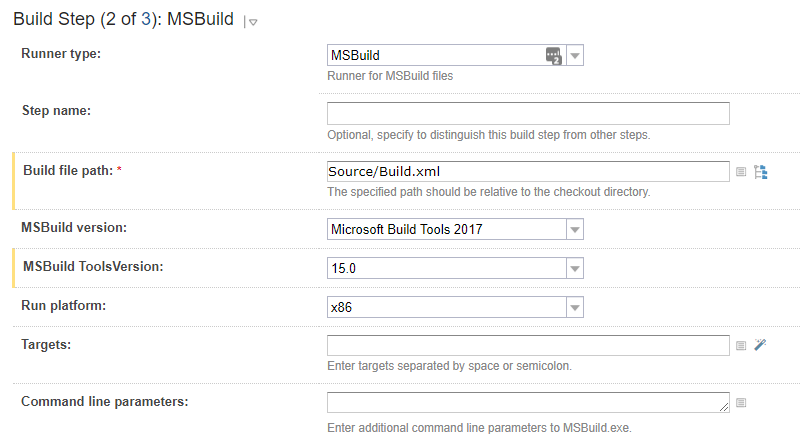 Build Step (2 of 3): MSBuild
Runner type:
MSBuild
2
Runner for MSBuild files
Step name:
Optional, specify to distinguish this build step from other steps.
Build file path: *
Source/Build.xml
The specified path should be relative to the checkout directory.
MSBuild version:
Microsoft Build Tools 2017
MSBuild ToolsVersion:
15.0
Run platform:
x86
Targets:
Enter targets separated by space or semicolon.
Command line parameters:
Enter additional command line parameters to MSBuild.exe.